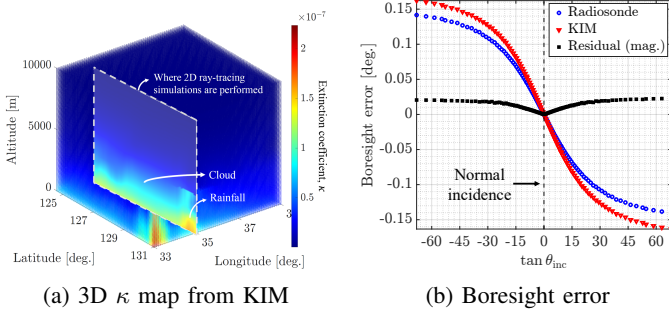 ×10⁻⁷
10000
5000
0
Altitude [m]
Where 2D ray-tracing
simulations are performed
Cloud
Rainfall
125
127
129
131
Latitude [deg.]
33
35
37
3
Longitude [deg.]
2
1.5
1
0.5
Extinction coefficient, κ
(a) 3D κ map from KIM
0.15
0.1
0.05
0
-0.05
-0.1
-0.15
Boresight error [deg.]
Radiosonde
KIM
Residual (mag.)
Normal
incidence
-60 -45 -30 -15 0 15 30 45 60
tan θinc
(b) Boresight error